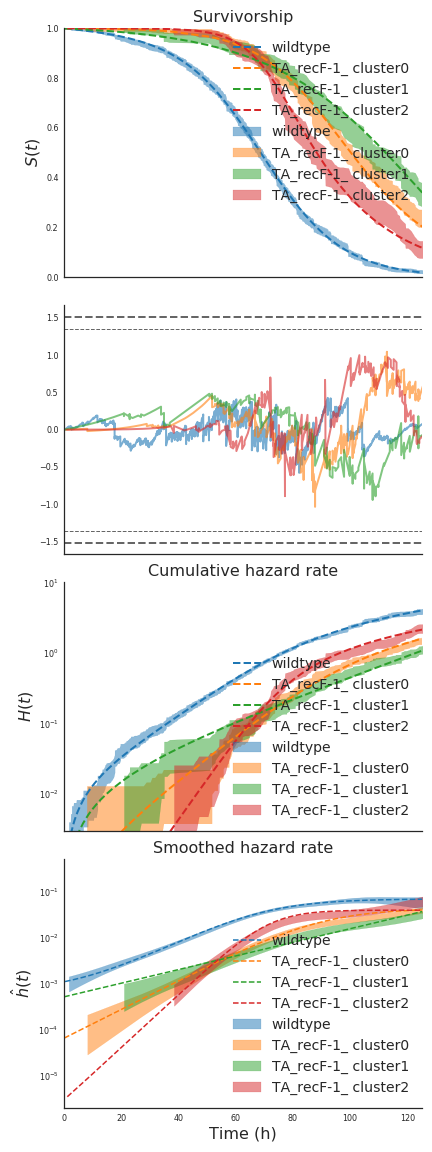 Survivorship
1.0
0.8
0.6
0.4
0.2
0.0
S(t)
wildtype
TA_recF-1_ cluster0
TA_recF-1_ cluster1
TA_recF-1_ cluster2
wildtype
TA_recF-1_ cluster0
TA_recF-1_ cluster1
TA_recF-1_ cluster2
1.5
1.0
0.5
0.0
−0.5
−1.0
−1.5
Cumulative hazard rate
10¹
10⁰
10⁻¹
10⁻²
H(t)
wildtype
TA_recF-1_ cluster0
TA_recF-1_ cluster1
TA_recF-1_ cluster2
wildtype
TA_recF-1_ cluster0
TA_recF-1_ cluster1
TA_recF-1_ cluster2
Smoothed hazard rate
10⁻¹
10⁻²
10⁻³
10⁻⁴
10⁻⁵
ĥ(t)
wildtype
TA_recF-1_ cluster0
TA_recF-1_ cluster1
TA_recF-1_ cluster2
wildtype
TA_recF-1_ cluster0
TA_recF-1_ cluster1
TA_recF-1_ cluster2
0 20 40 60 80 100 120
Time (h)